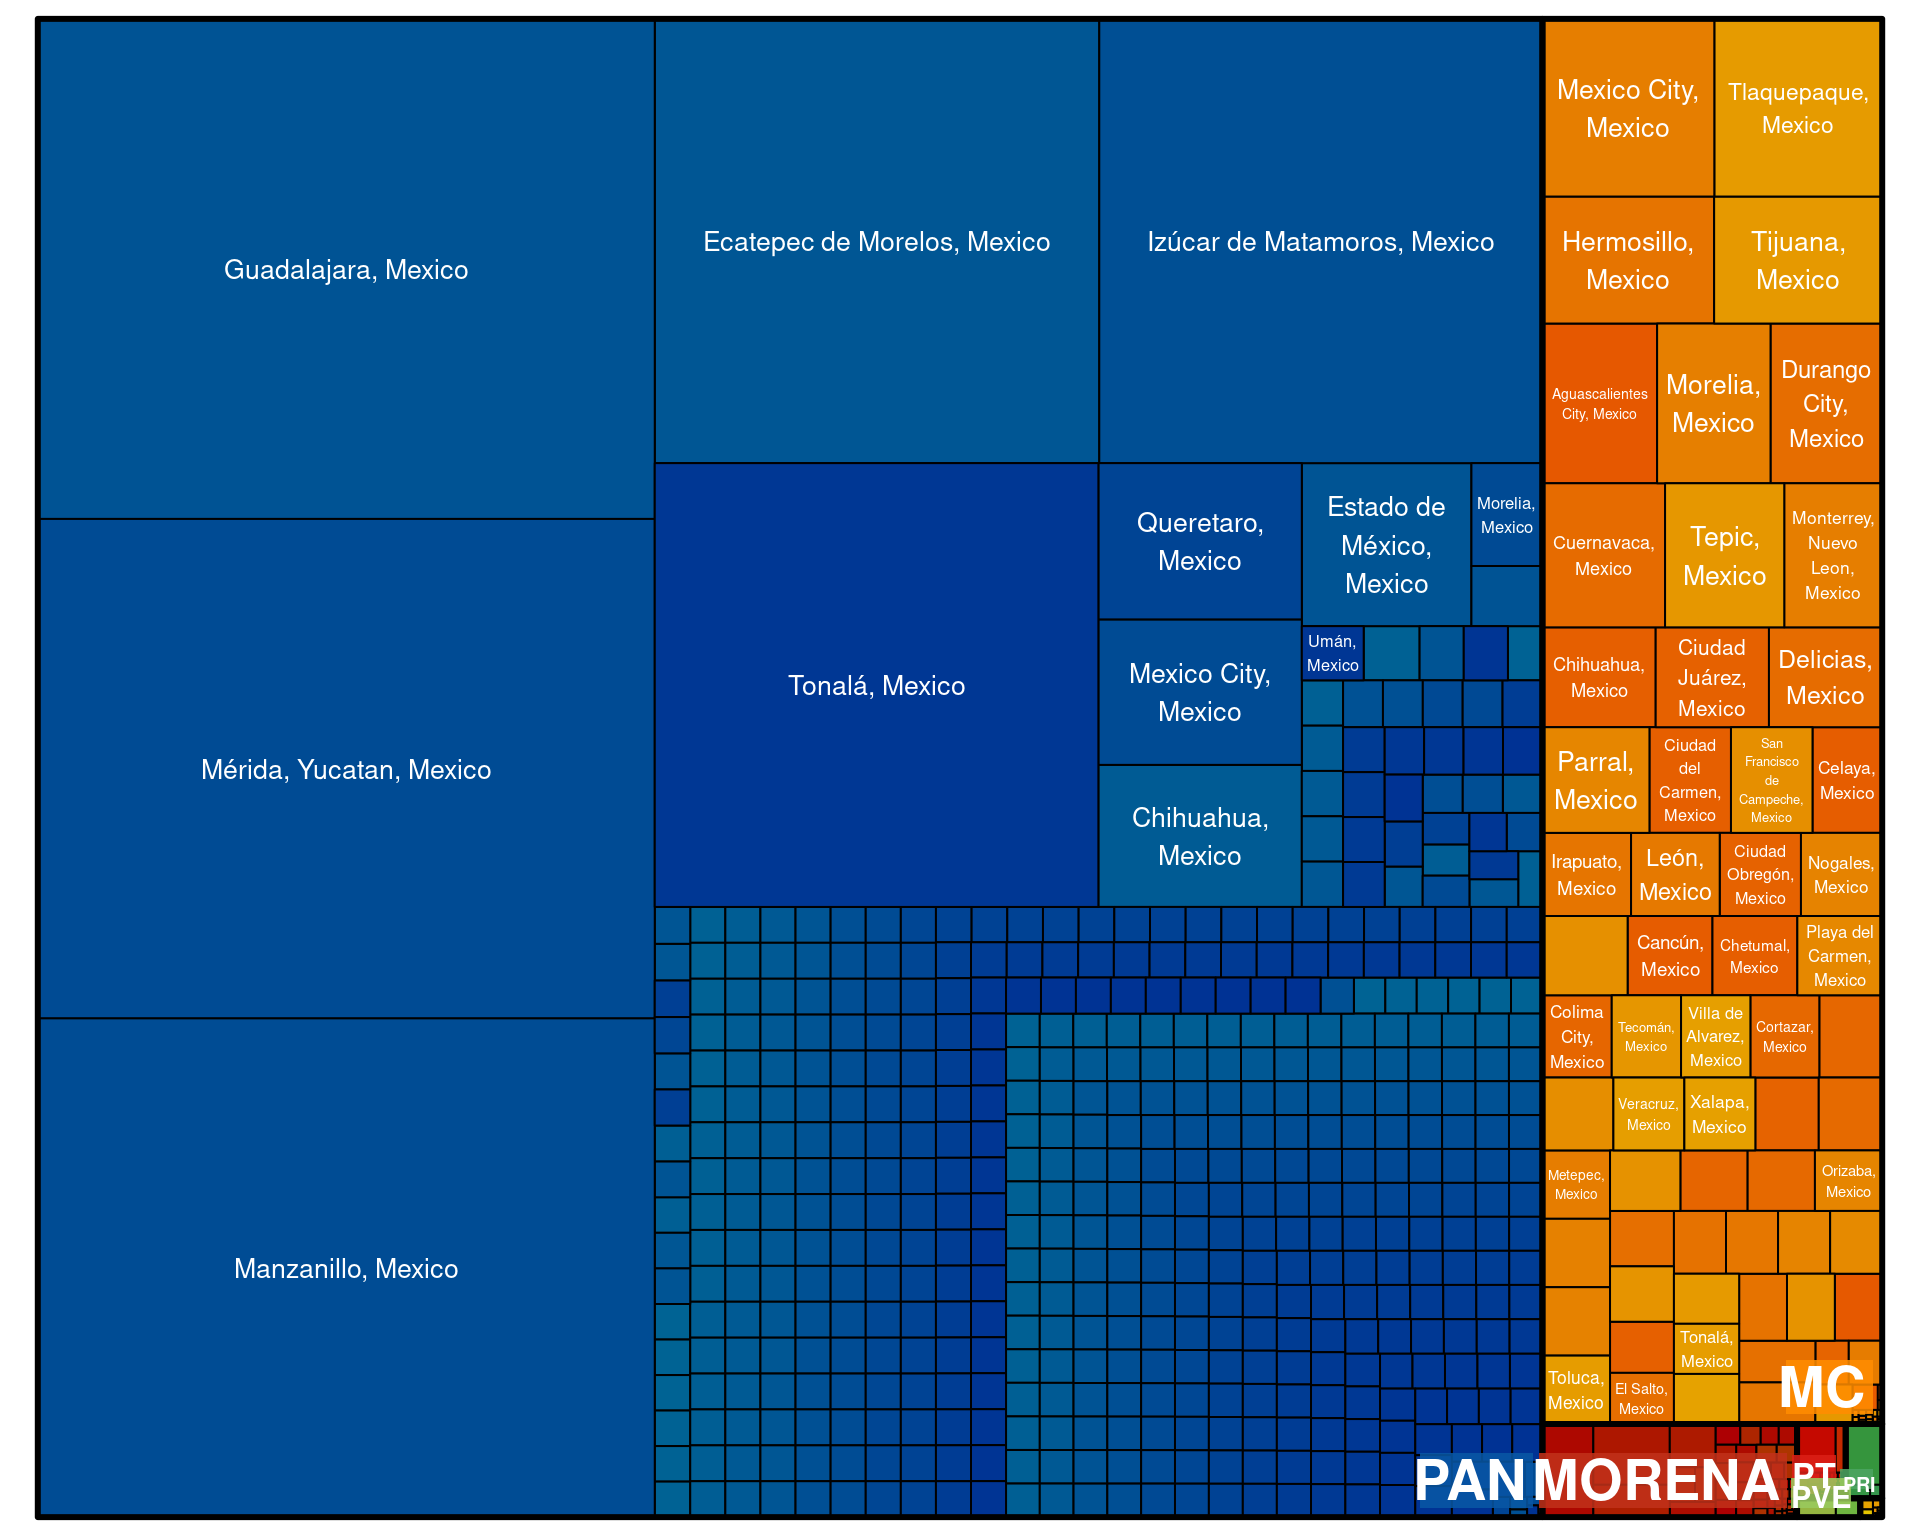 Guadalajara, Mexico
Mérida, Yucatan, Mexico
Manzanillo, Mexico
Ecatepec de Morelos, Mexico
Izúcar de Matamoros, Mexico
Tonalá, Mexico
Queretaro,
Mexico
Mexico City,
Mexico
Chihuahua,
Mexico
Estado de
México,
Mexico
Morelia,
Mexico
Umán,
Mexico
Mexico City,
Mexico
Tlaquepaque,
Mexico
Hermosillo,
Mexico
Tijuana,
Mexico
Aguascalientes
City, Mexico
Morelia,
Mexico
Durango
City,
Mexico
Cuernavaca,
Mexico
Tepic,
Mexico
Monterrey,
Nuevo
Leon,
Mexico
Chihuahua,
Mexico
Ciudad
Juárez,
Mexico
Delicias,
Mexico
Parral,
Mexico
Ciudad
del
Carmen,
Mexico
San
Francisco
de
Campeche,
Mexico
Celaya,
Mexico
Irapuato,
Mexico
León,
Mexico
Ciudad
Obregón,
Mexico
Nogales,
Mexico
Cancún,
Mexico
Chetumal,
Mexico
Playa del
Carmen,
Mexico
Colima
City,
Mexico
Tecomán,
Mexico
Villa de
Alvarez,
Mexico
Cortazar,
Mexico
Veracruz,
Mexico
Xalapa,
Mexico
Metepec,
Mexico
Orizaba,
Mexico
Tonalá,
Mexico
Toluca,
Mexico
El Salto,
Mexico
MC
PAN
MORENA
PT
PRI
PVE